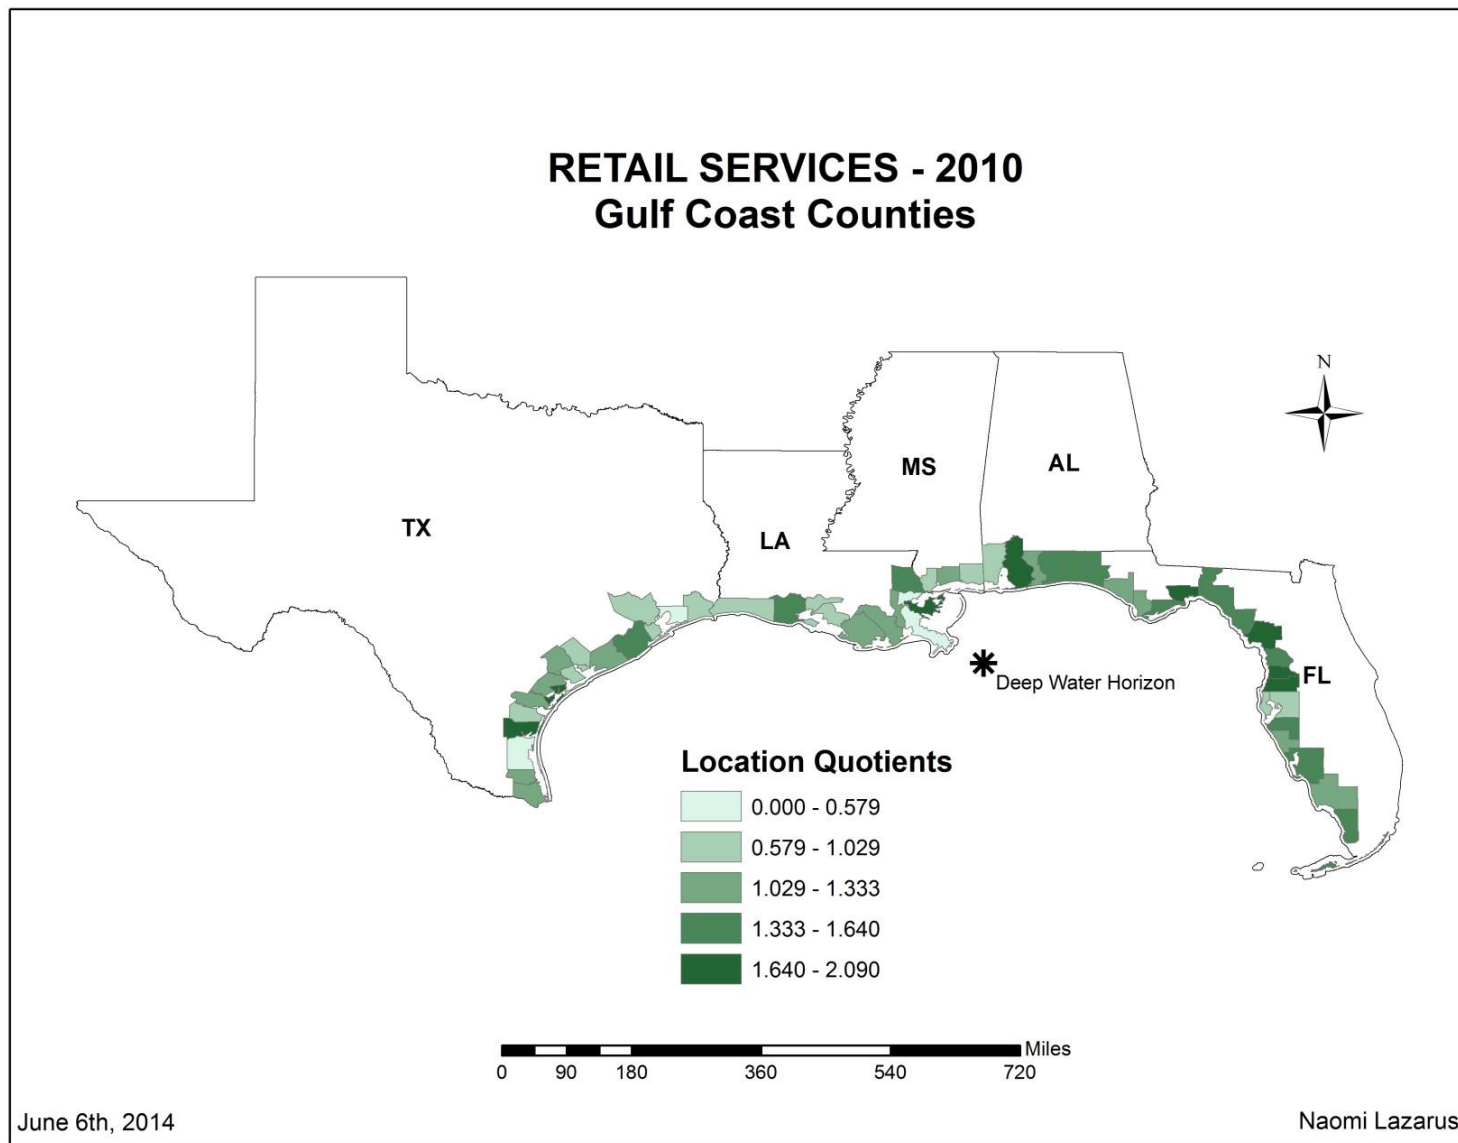 RETAIL SERVICES - 2010
Gulf Coast Counties
N
MS
AL
TX
LA
FL
Deep Water Horizon
Location Quotients
0.000 - 0.579
0.579 - 1.029
1.029 - 1.333
1.333 - 1.640
1.640 - 2.090
Miles
0 90 180 360 540 720
June 6th, 2014
Naomi Lazarus